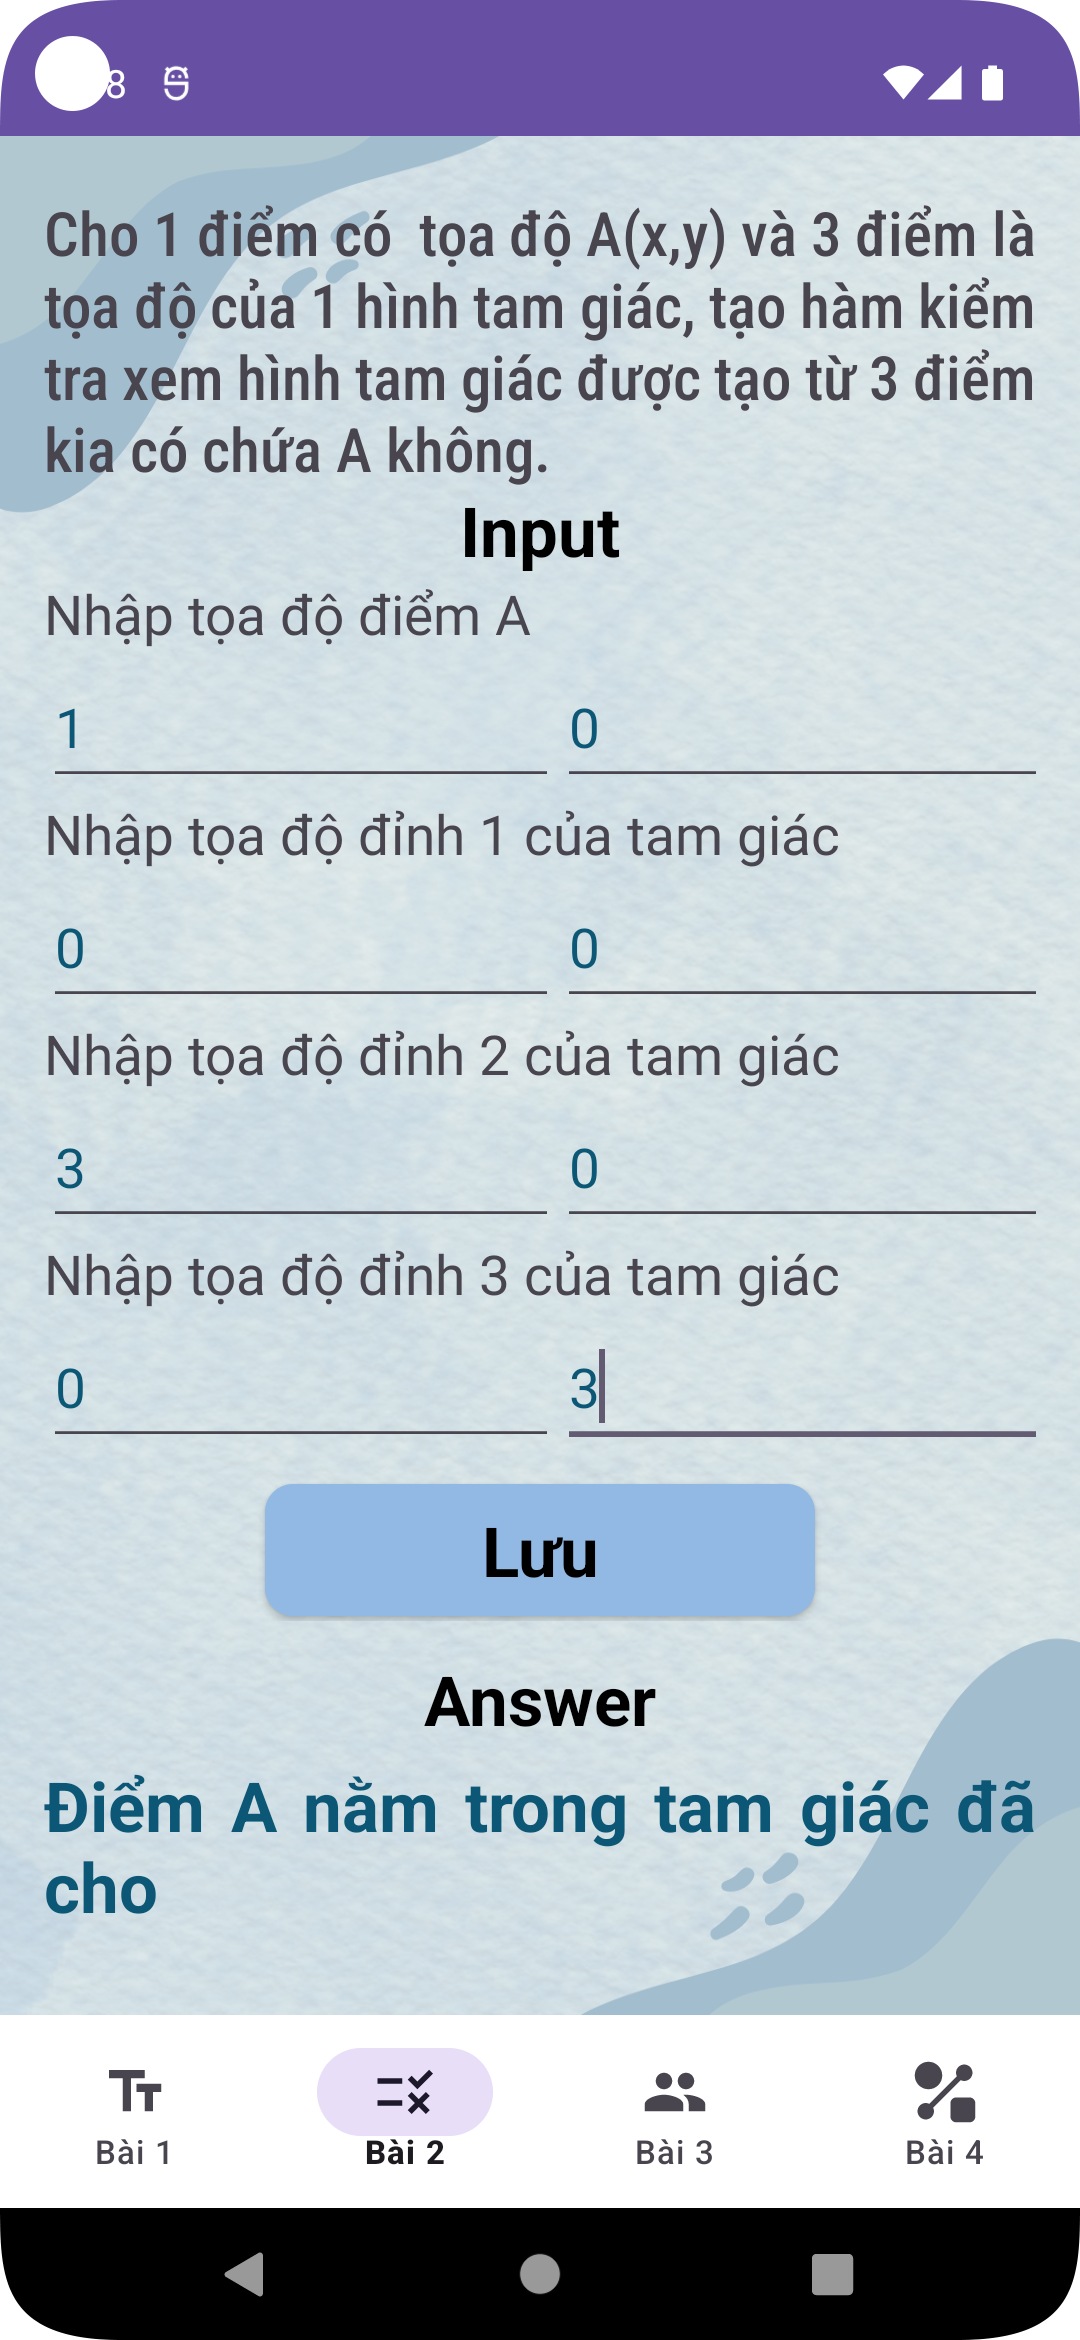 8
Cho 1 điểm có tọa độ A(x,y) và 3 điểm là
tọa độ của 1 hình tam giác, tạo hàm kiểm
tra xem hình tam giác được tạo từ 3 điểm
kia có chứa A không.
Input
Nhập tọa độ điểm A
1 0
Nhập tọa độ đỉnh 1 của tam giác
0 0
Nhập tọa độ đỉnh 2 của tam giác
3 0
Nhập tọa độ đỉnh 3 của tam giác
0 3
Lưu
Answer
Điểm A nằm trong tam giác đã
cho
Bài 1 Bài 2 Bài 3 Bài 4